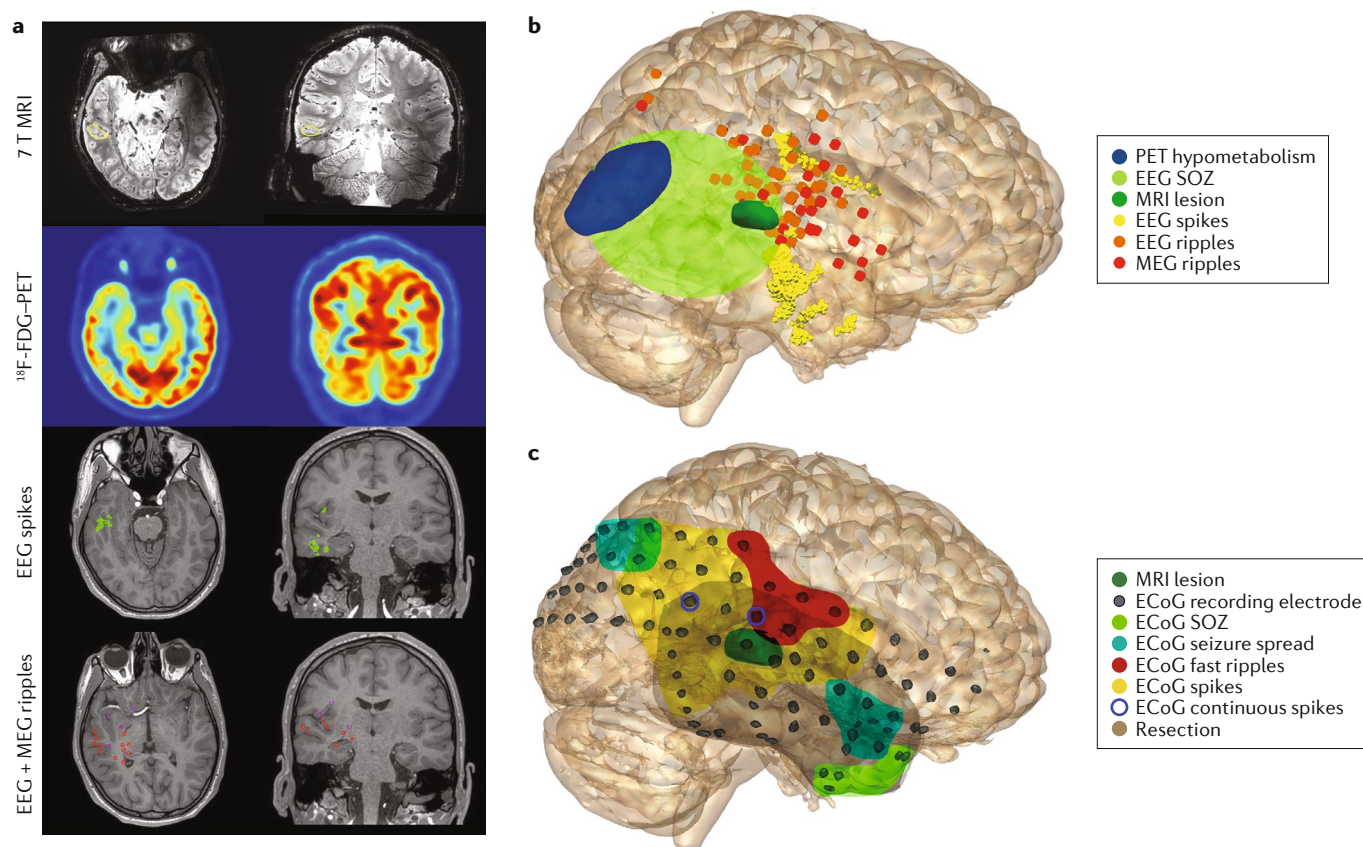 a
7 T MRI
¹⁸F-FDG–PET
EEG spikes
EEG + MEG ripples
b
PET hypometabolism
EEG SOZ
MRI lesion
EEG spikes
EEG ripples
MEG ripples
c
MRI lesion
ECoG recording electrode
ECoG SOZ
ECoG seizure spread
ECoG fast ripples
ECoG spikes
ECoG continuous spikes
Resection